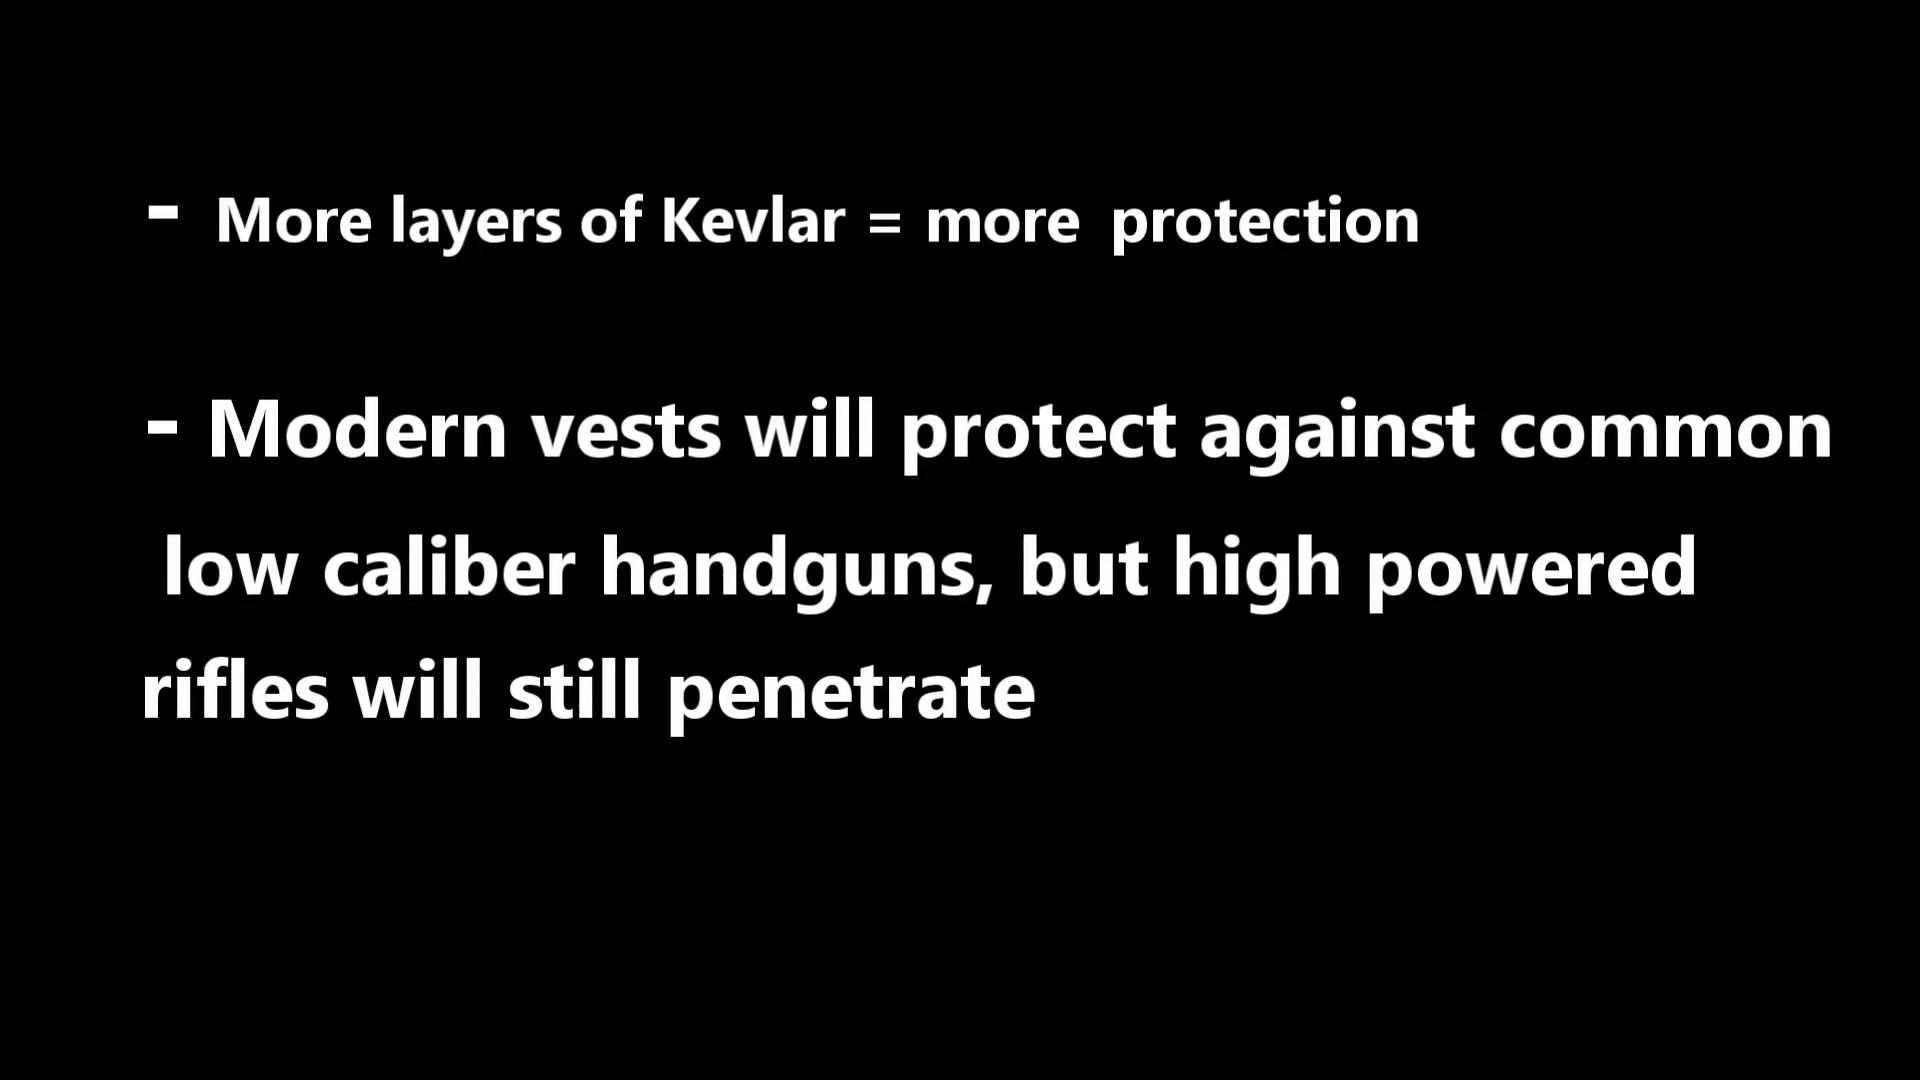 - More layers of Kevlar = more protection
- Modern vests will protect against common
low caliber handguns, but high powered
rifles will still penetrate